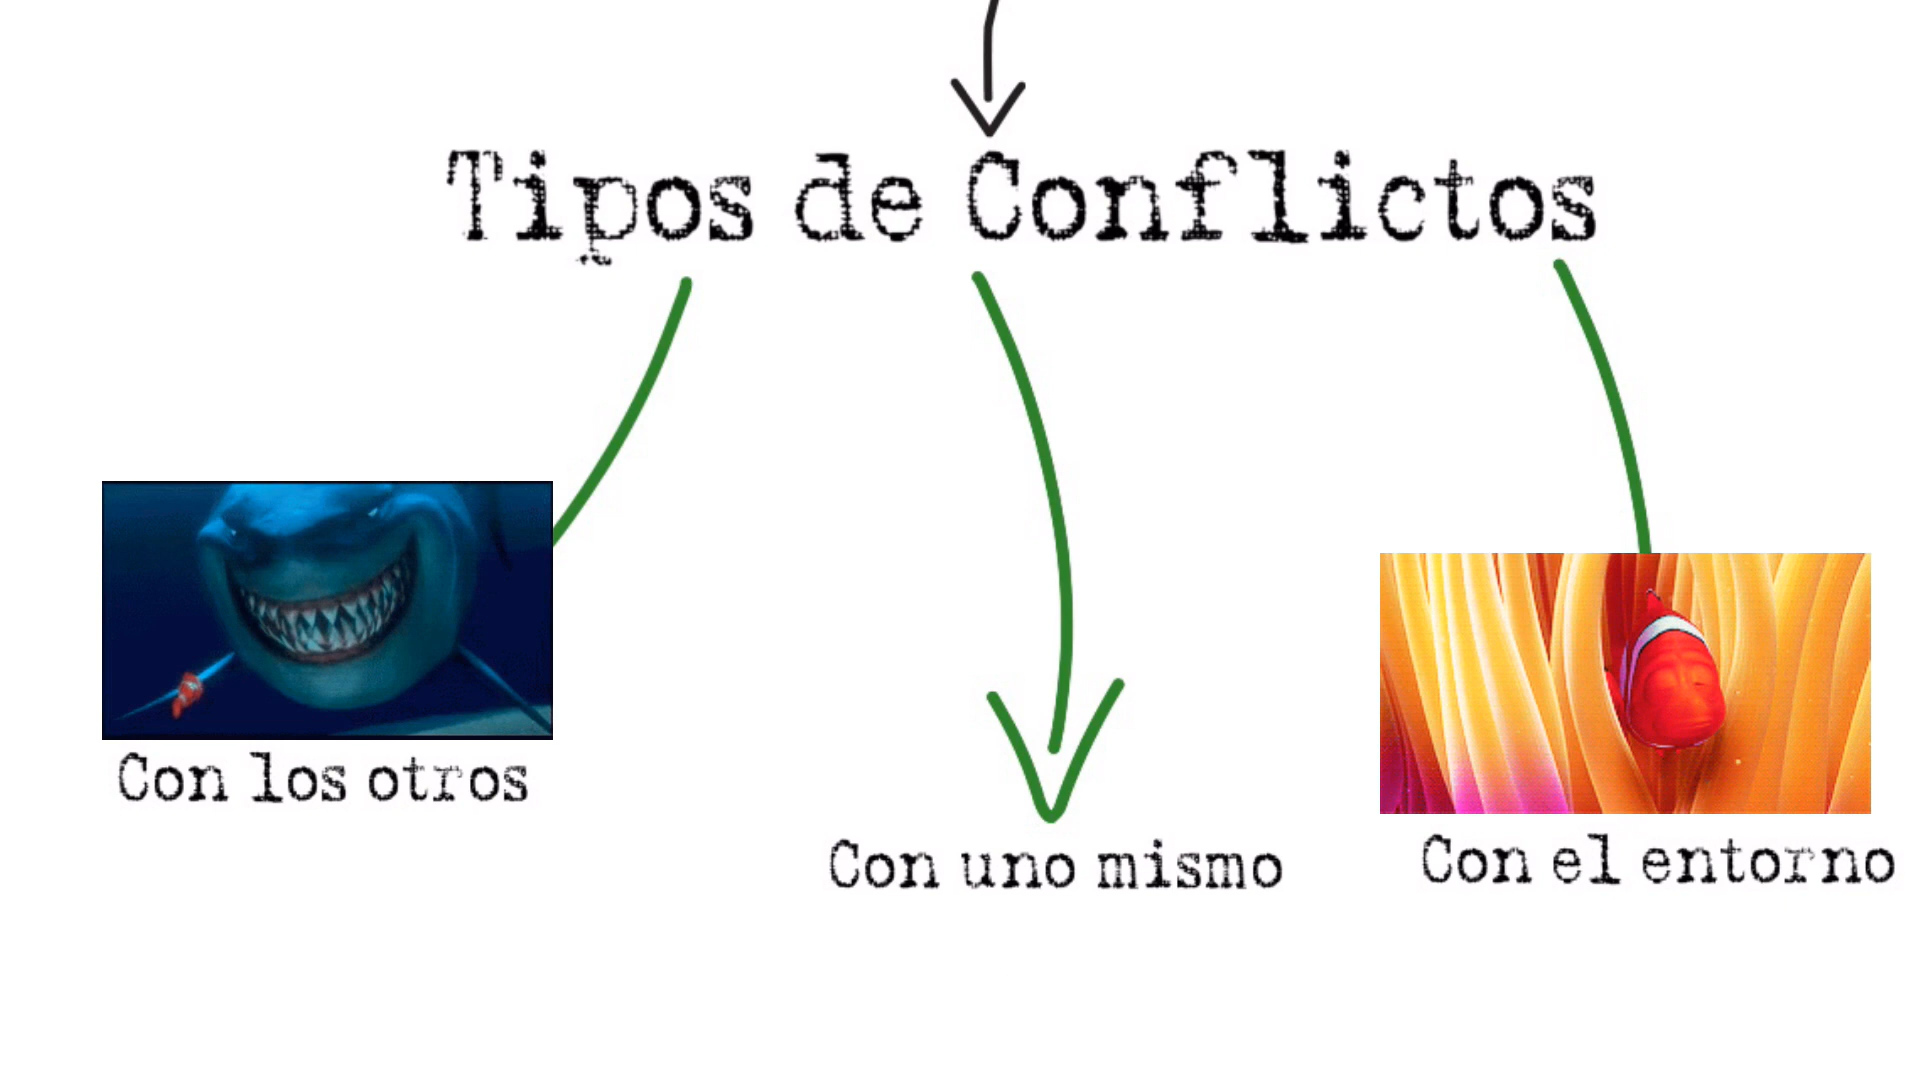 Tipos de Conflictos
Con los otros
Con uno mismo
Con el entorno